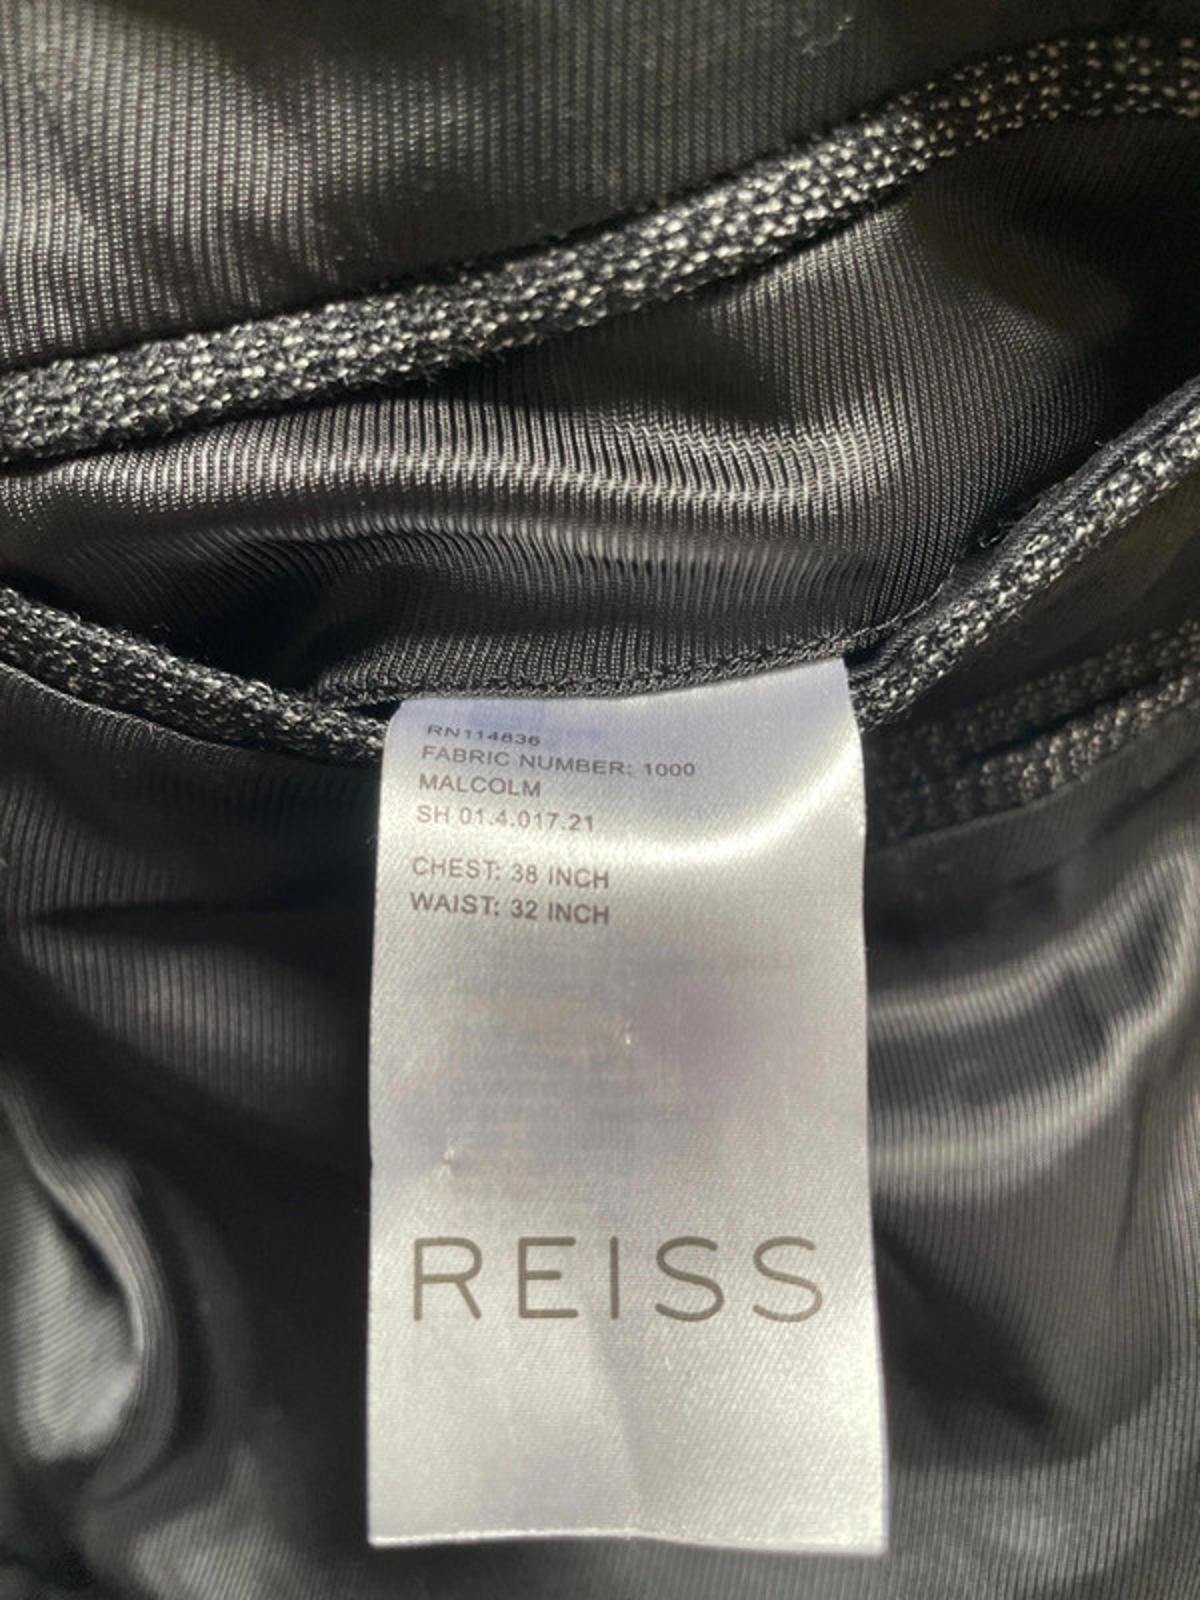 RN114836
FABRIC NUMBER: 1000
MALCOLM
SH 01.4.017.21
CHEST: 38 INCH
WAIST: 32 INCH
REISS